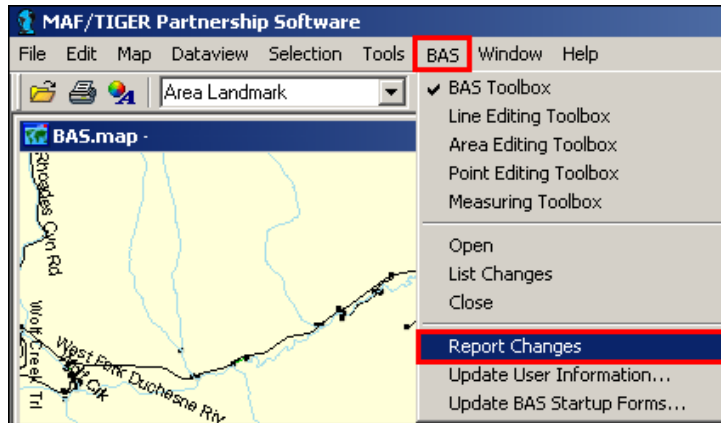 MAF/TIGER Partnership Software
File Edit Map Dataview Selection Tools BAS Window Help
Area Landmark
BAS Toolbox
Line Editing Toolbox
Area Editing Toolbox
Point Editing Toolbox
Measuring Toolbox
Open
List Changes
Close
Report Changes
Update User Information...
Update BAS Startup Forms...
BAS.map -
Rhoades Cyn Rd
Wolf Creek Trl
West Fork Duchesne Riv
Wolf Crk